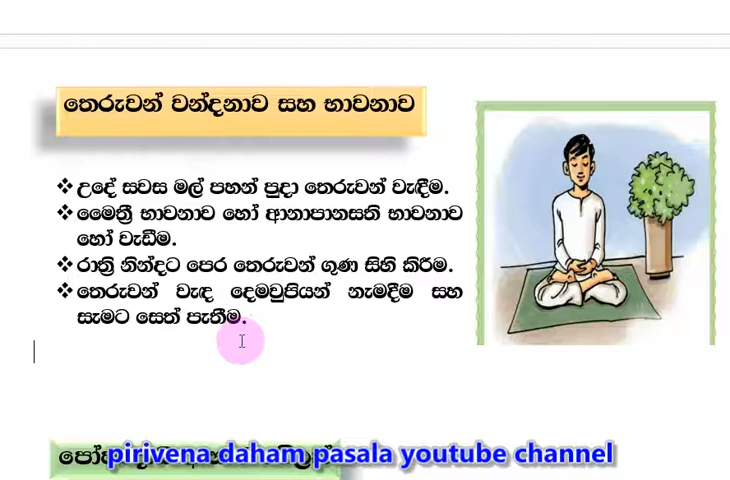 තෙරුවන් වන්දනාව සහ භාවනාව
❖ උදේ සවස මල් පහන් පුදා තෙරුවන් වැඳීම.
❖ මෛත්‍රී භාවනාව හෝ ආනාපානසති භාවනාව
හෝ වැඩීම.
❖ රාත්‍රි නින්දට පෙර තෙරුවන් ගුණ සිහි කිරීම.
❖ තෙරුවන් වැඳ දෙමවුපියන් නැමදීම සහ
සැමට සෙත් පැතීම.
pirivena daham pasala youtube channel